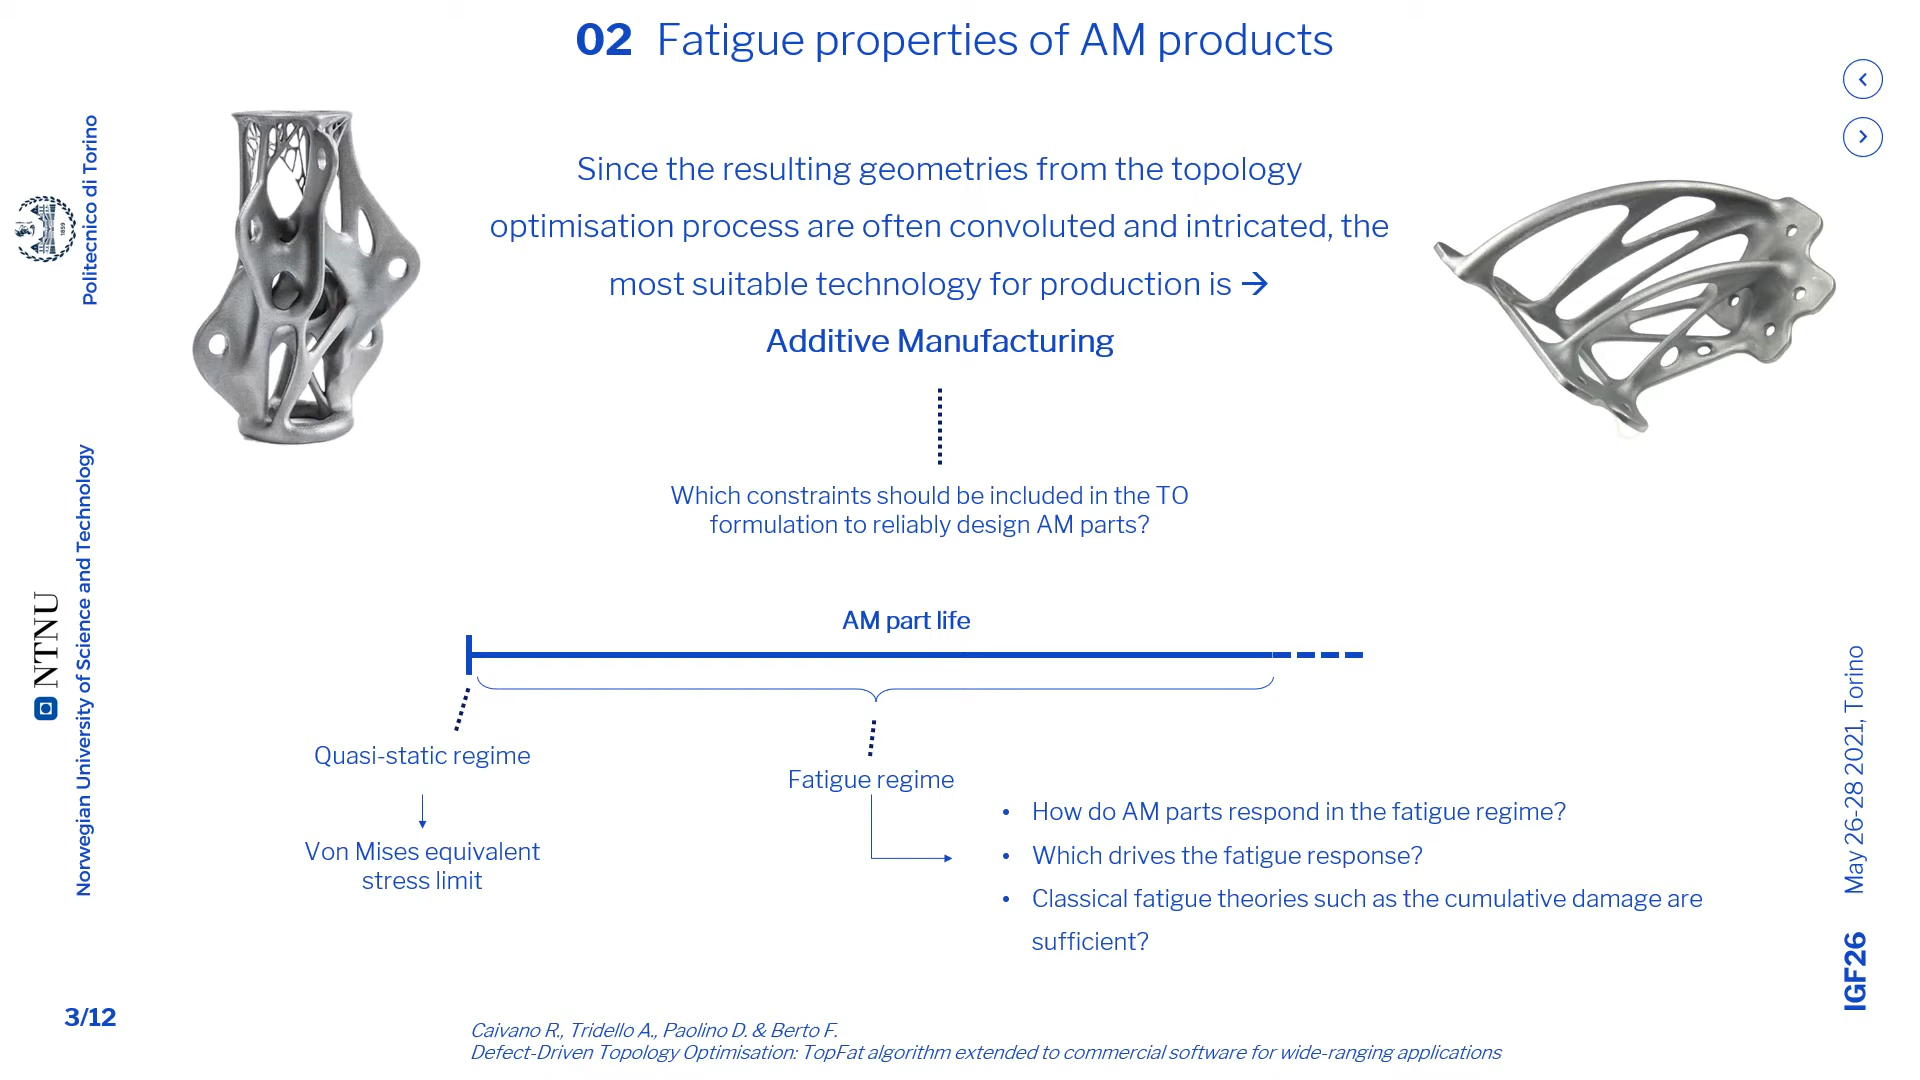 02 Fatigue properties of AM products
Politecnico di Torino
1859
Since the resulting geometries from the topology
optimisation process are often convoluted and intricated, the
most suitable technology for production is →
Additive Manufacturing
Which constraints should be included in the TO
formulation to reliably design AM parts?
NTNU
Norwegian University of Science and Technology
AM part life
Quasi-static regime
Von Mises equivalent
stress limit
Fatigue regime
• How do AM parts respond in the fatigue regime?
• Which drives the fatigue response?
• Classical fatigue theories such as the cumulative damage are
sufficient?
IGF26 May 26-28 2021, Torino
3/12
Caivano R., Tridello A., Paolino D. & Berto F.
Defect-Driven Topology Optimisation: TopFat algorithm extended to commercial software for wide-ranging applications